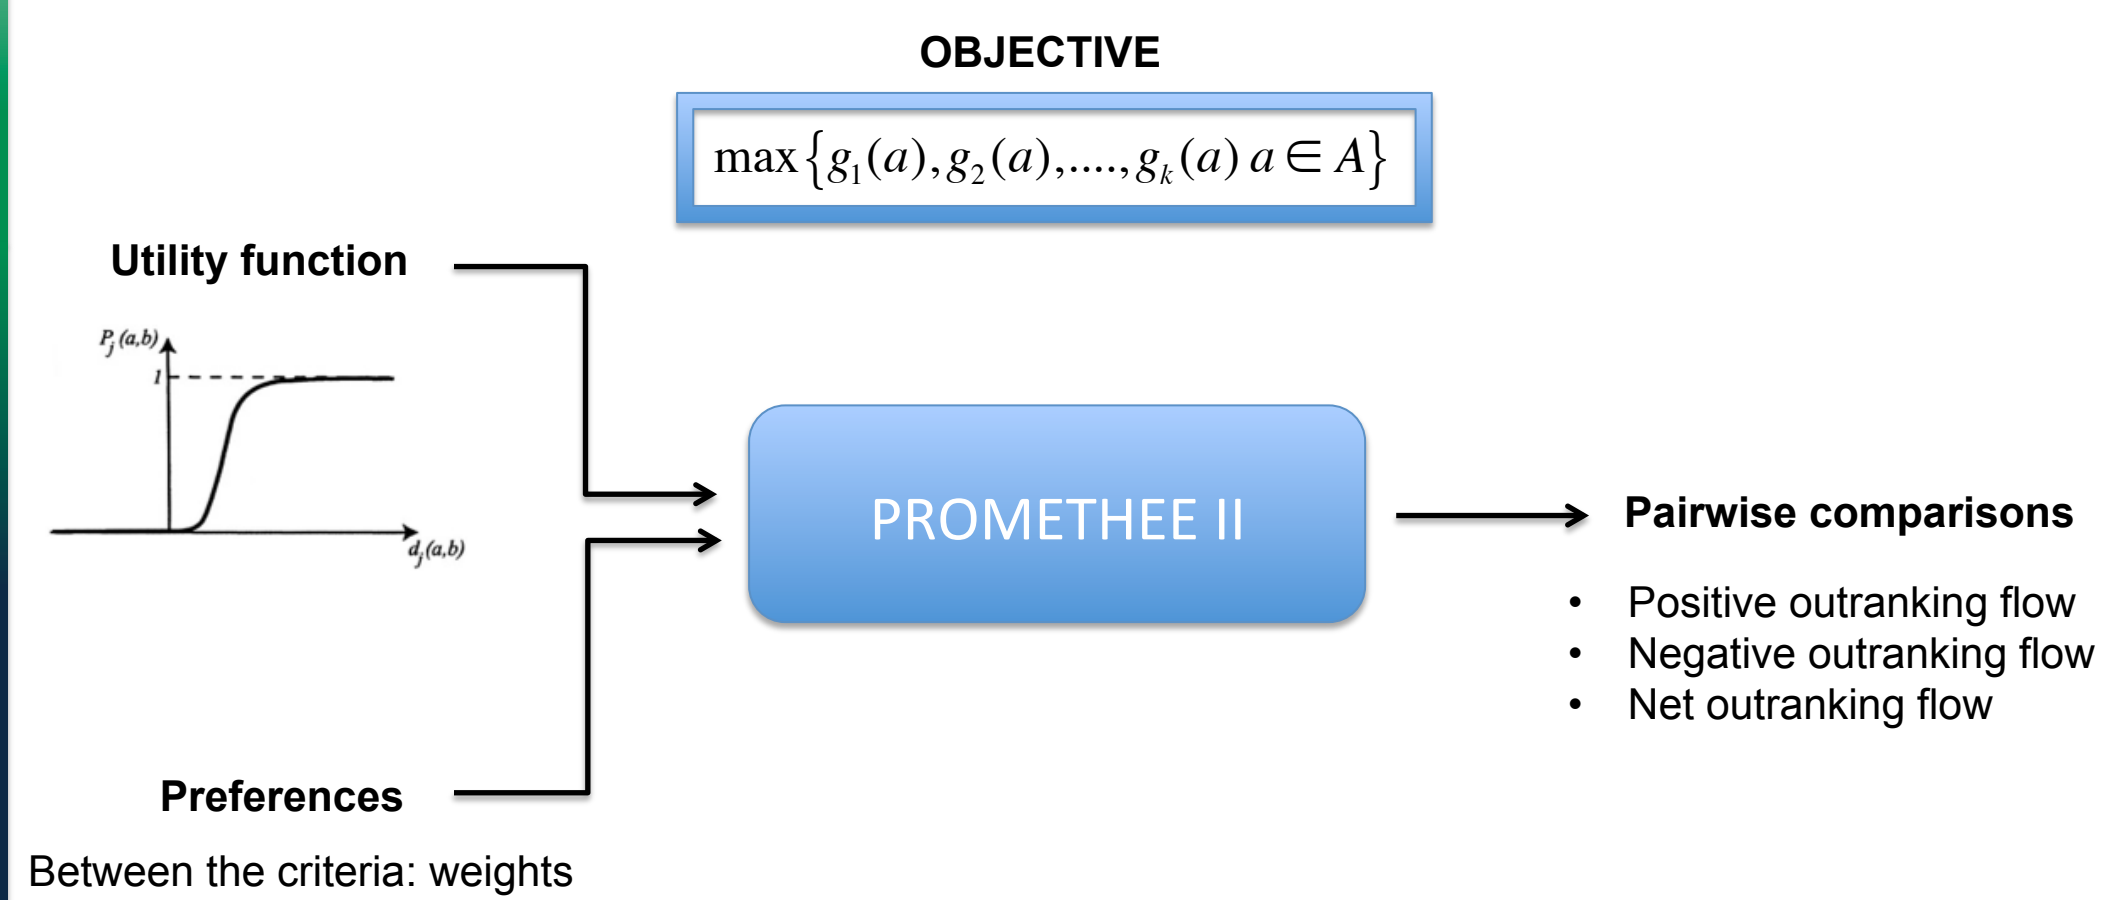 OBJECTIVE
max{g₁(a), g₂(a),...., gₖ(a) a ∈ A}
Utility function
Pⱼ(a,b)
1
dⱼ(a,b)
PROMETHEE II
Pairwise comparisons
• Positive outranking flow
• Negative outranking flow
• Net outranking flow
Preferences
Between the criteria: weights